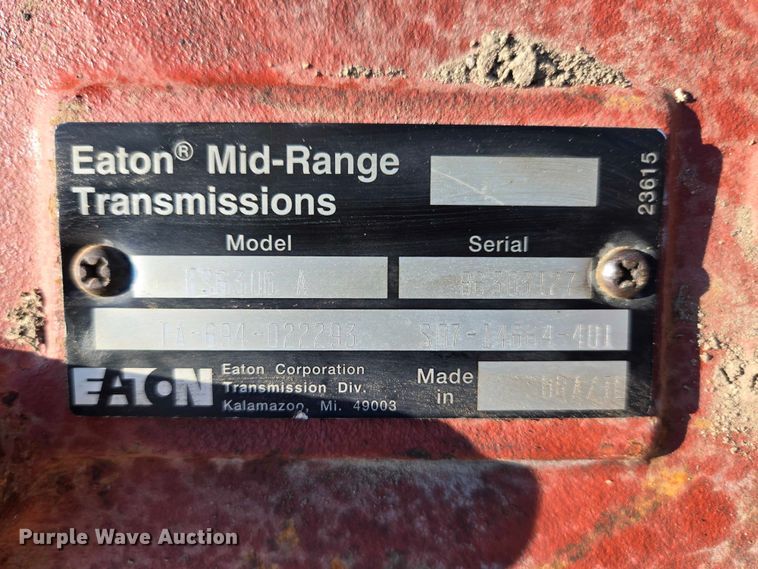 Eaton® Mid-Range
Transmissions
23615
Model
Serial
EATON
Eaton Corporation
Transmission Div.
Kalamazoo, Mi. 49003
Made
in
Purple Wave Auction